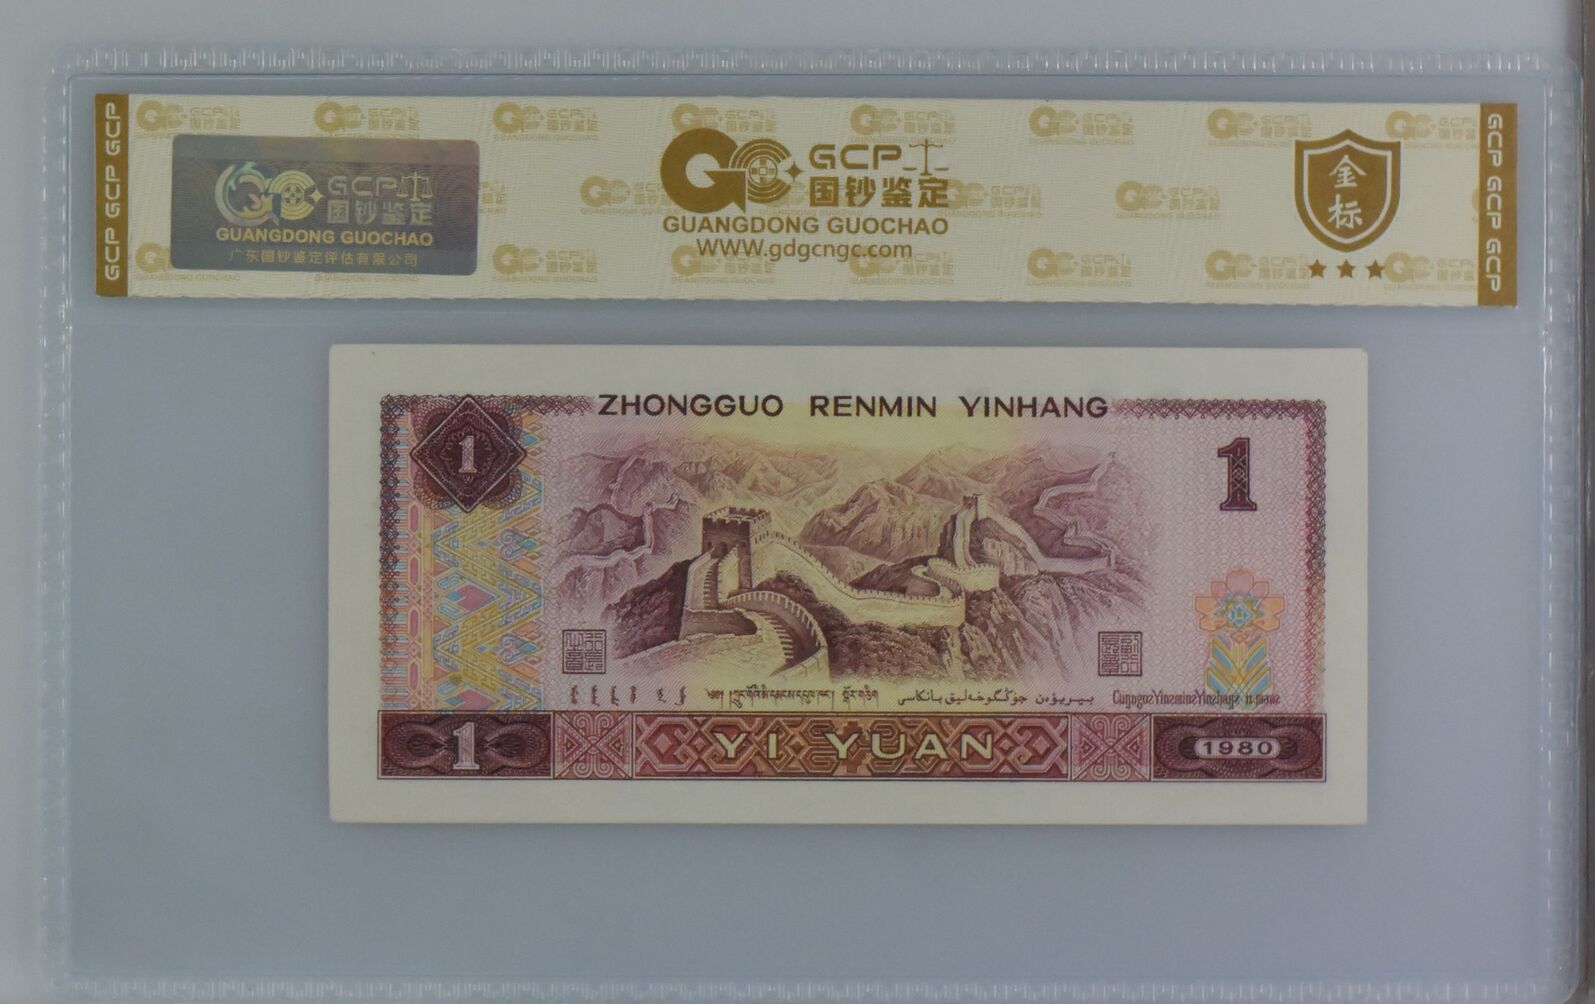 GCP GCP GCP
GCP
国钞鉴定
GUANGDONG GUOCHAO
广东国钞鉴定评估有限公司
GCP
国钞鉴定
GUANGDONG GUOCHAO
WWW.gdgcngc.com
金
标
GCP GCP GCP
ZHONGGUO RENMIN YINHANG
1
1
1
YI YUAN
1980